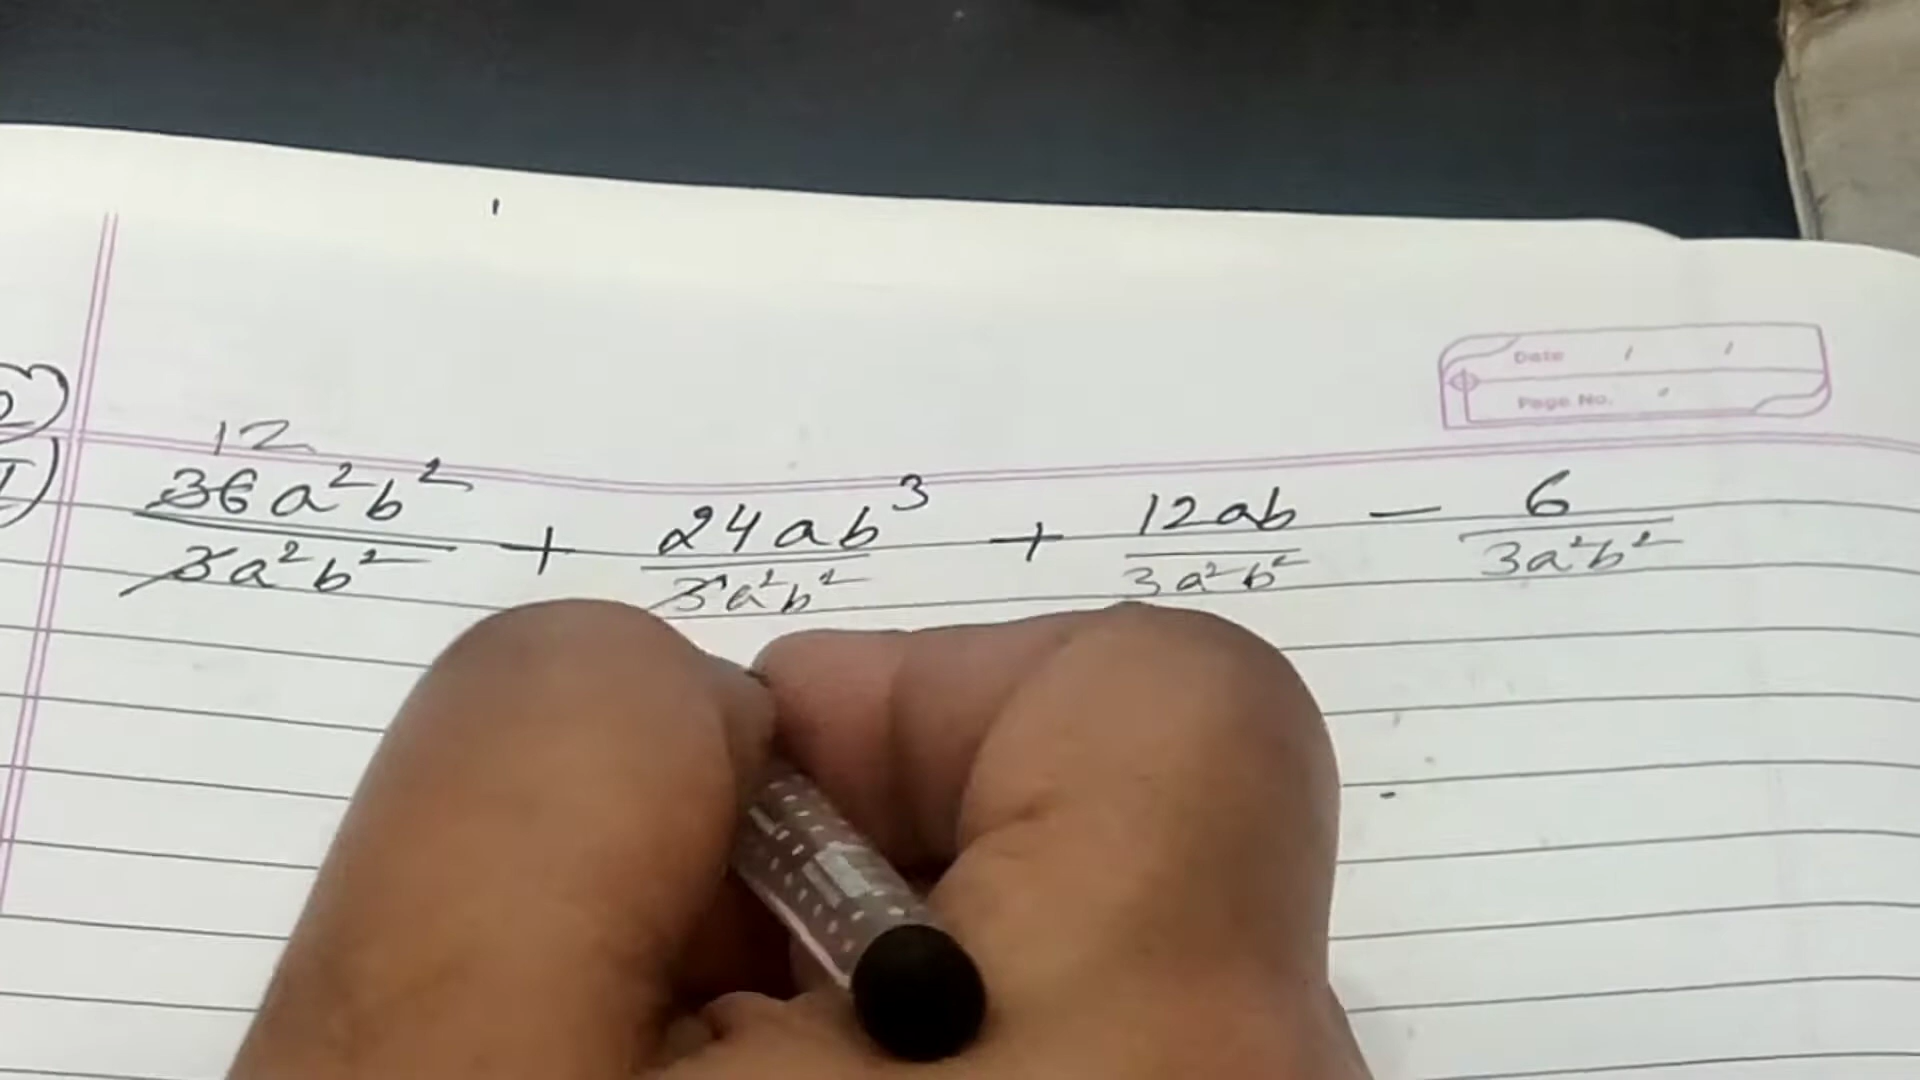 Date / /
Page No.
12
36a²b² + 24ab³ + 12ab − 6
3a²b² 3a²b² 3a²b² 3a²b²